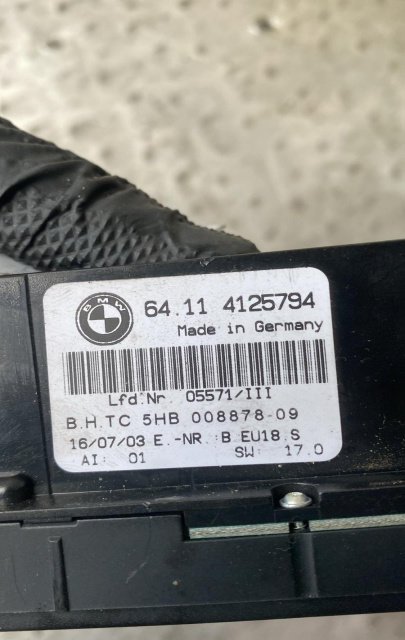 BMW
64.11 4125794
Made in Germany
Lfd.Nr. 05571/III
B.H.TC 5HB 008878-09
16/07/03 E.-NR.:B.EU18.S
AI: 01 SW: 17.0